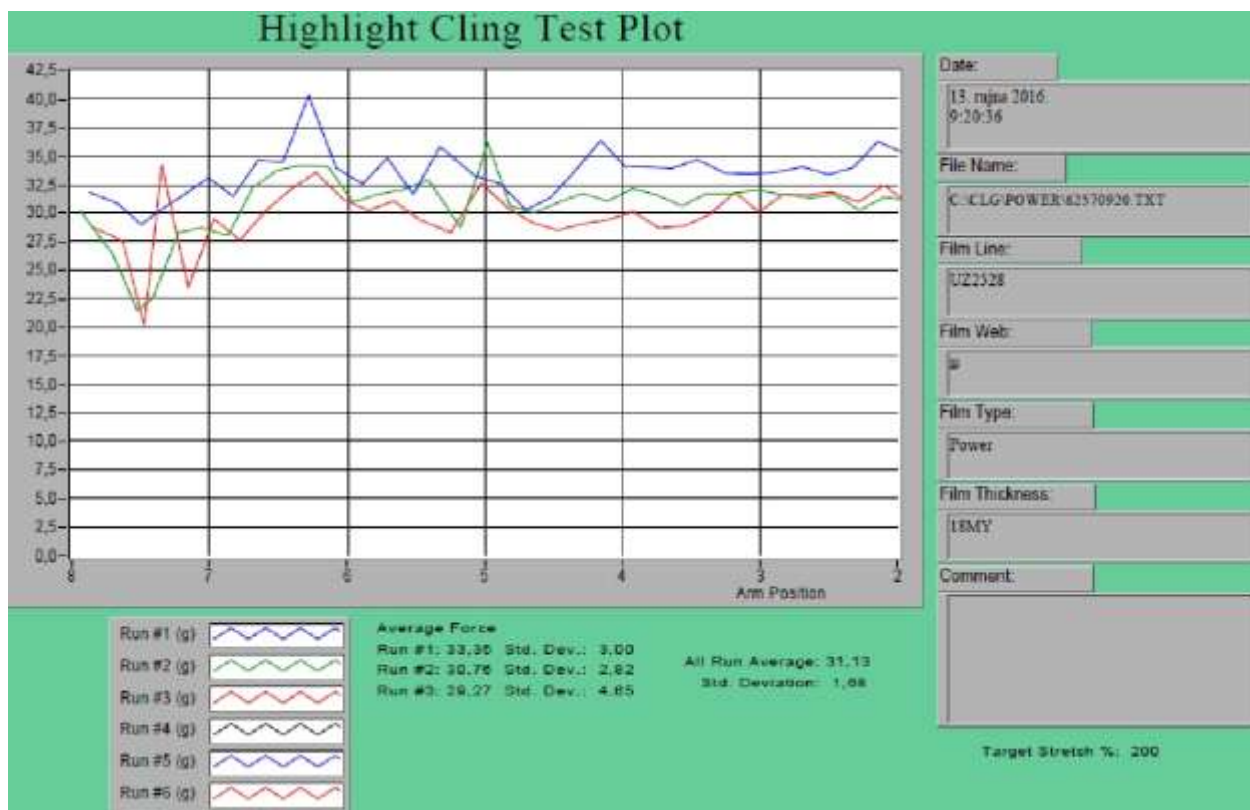 Highlight Cling Test Plot
42,5
40,0
37,5
35,0
32,5
30,0
27,5
25,0
22,5
20,0
17,5
15,0
12,5
10,0
7,5
5,0
2,5
0,0
8 7 6 5 4 3 2
Arm Position
Date:
13. rujna 2016.
9:20:36
File Name:
C:\CLG\POWER\62570920.TXT
Film Line:
UZ2528
Film Web:
Film Type:
Power
Film Thickness:
18MY
Comment:
Run #1 (g)
Run #2 (g)
Run #3 (g)
Run #4 (g)
Run #5 (g)
Run #6 (g)
Average Force
Run #1: 33,36 Std. Dev.: 3,00
Run #2: 30,76 Std. Dev.: 2,82
Run #3: 29,27 Std. Dev.: 4,65
All Run Average: 31,13
Std. Deviation: 1,68
Target Stretch %: 200